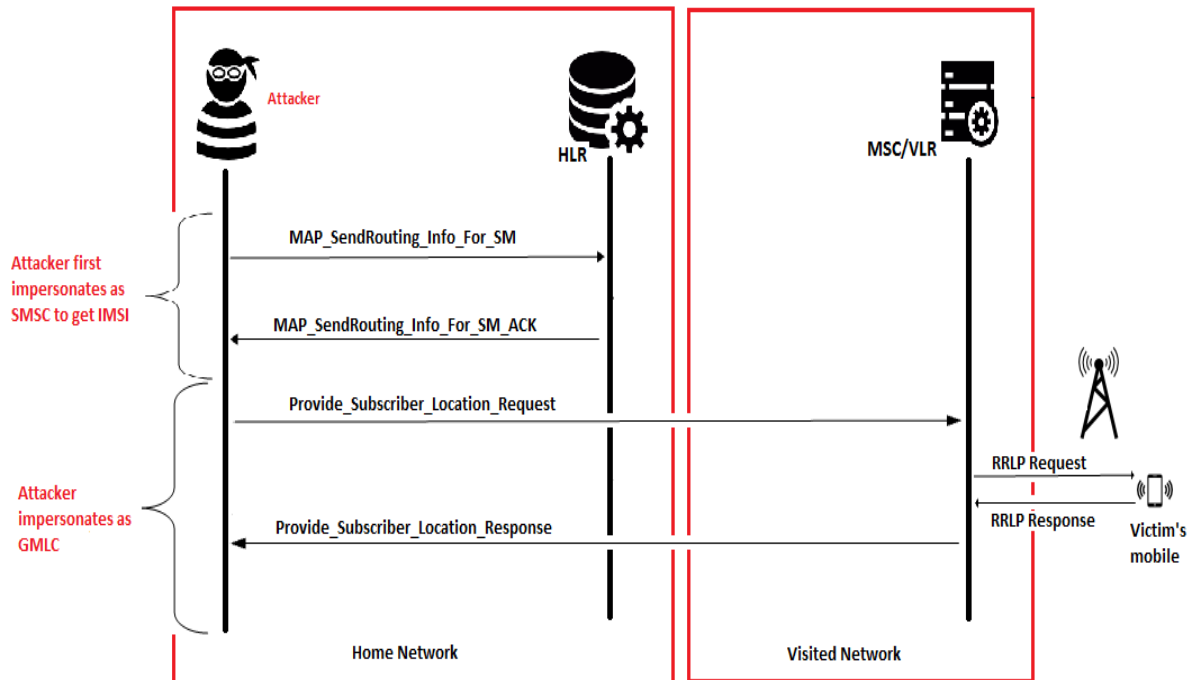 Attacker
HLR
MSC/VLR
MAP_SendRouting_Info_For_SM
Attacker first
impersonates as
SMSC to get IMSI
MAP_SendRouting_Info_For_SM_ACK
Provide_Subscriber_Location_Request
RRLP Request
Attacker
impersonates as
GMLC
RRLP Response
Provide_Subscriber_Location_Response
Victim's
mobile
Home Network
Visited Network